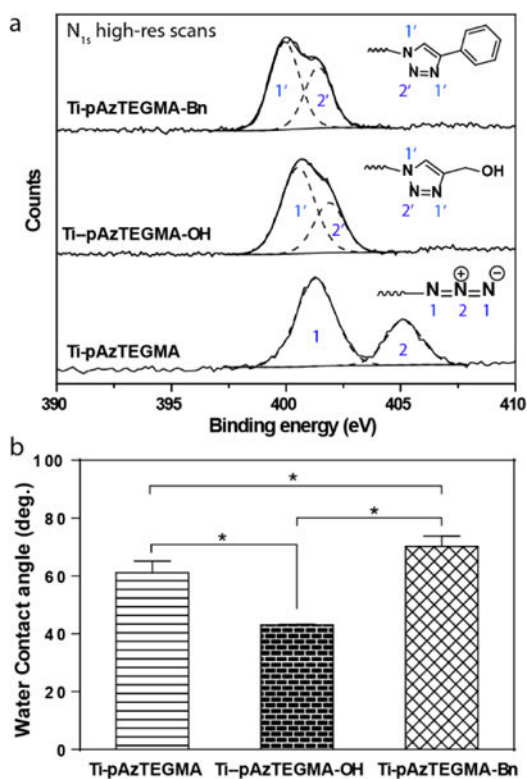 a
N1s high-res scans
1'
N
N=N
2' 1'
1'
2'
Ti-pAzTEGMA-Bn
1'
N
OH
N=N
2' 1'
1'
2'
Ti–pAzTEGMA-OH
⊕ ⊖
N=N=N
1 2 1
1
2
Ti-pAzTEGMA
Counts
390 395 400 405 410
Binding energy (eV)
b
100
80
60
40
20
0
Water Contact angle (deg.)
*
* *
Ti-pAzTEGMA Ti–pAzTEGMA-OH Ti-pAzTEGMA-Bn